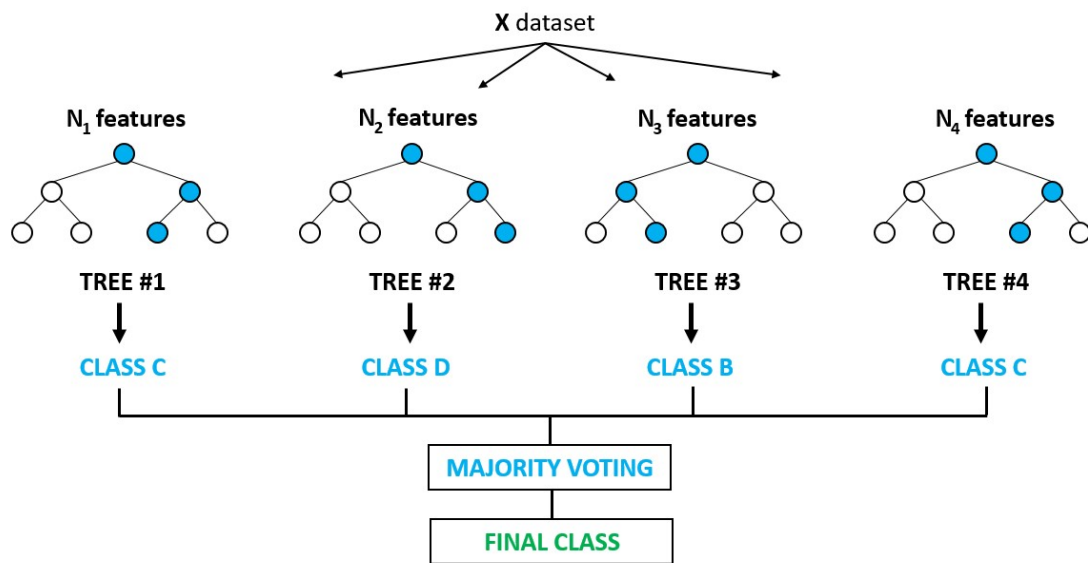 X dataset
N1 features
N2 features
N3 features
N4 features
TREE #1
TREE #2
TREE #3
TREE #4
CLASS C
CLASS D
CLASS B
CLASS C
MAJORITY VOTING
FINAL CLASS